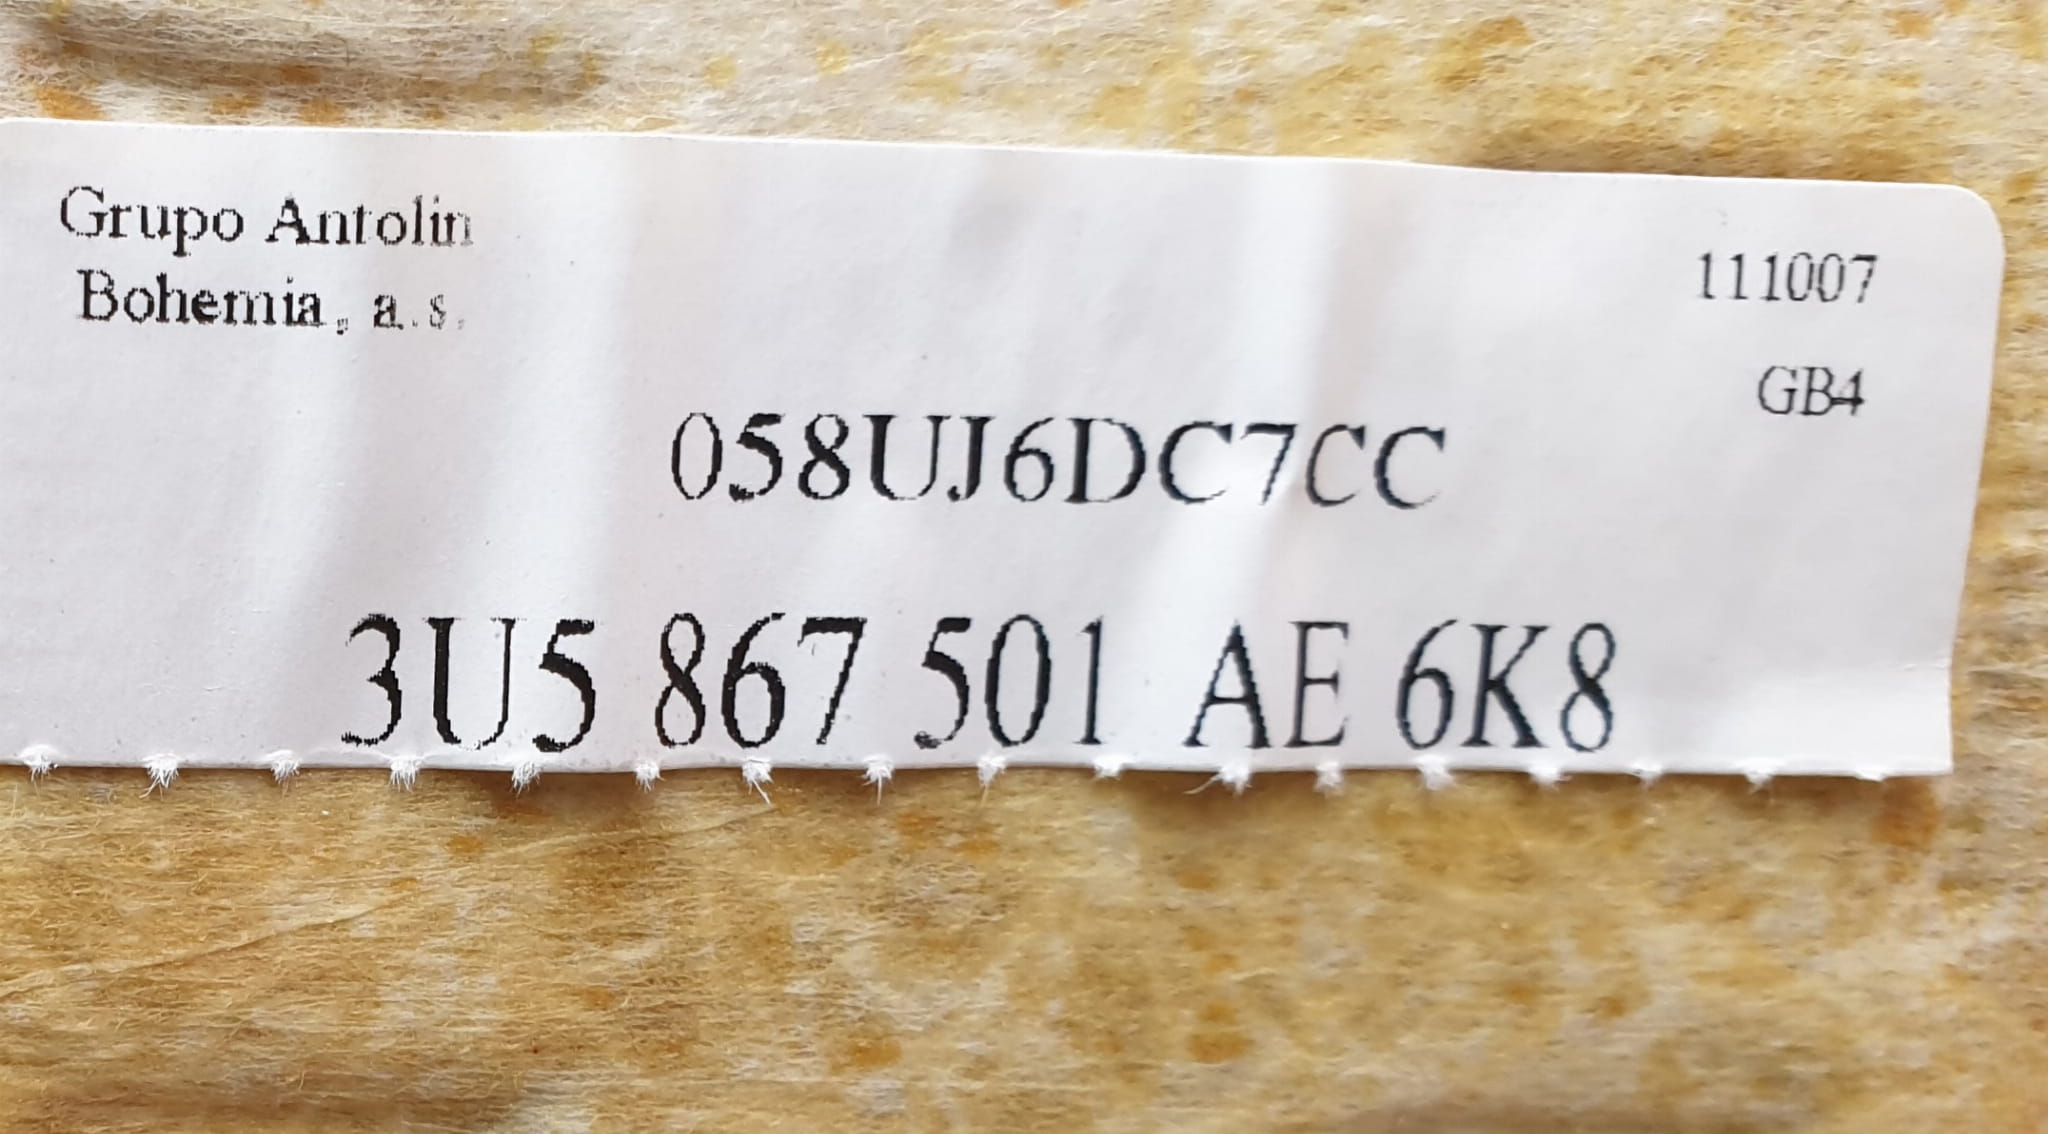 Grupo Antolin
Bohemia, a.s.
111007
GB4
058UJ6DC7CC
3U5 867 501 AE 6K8